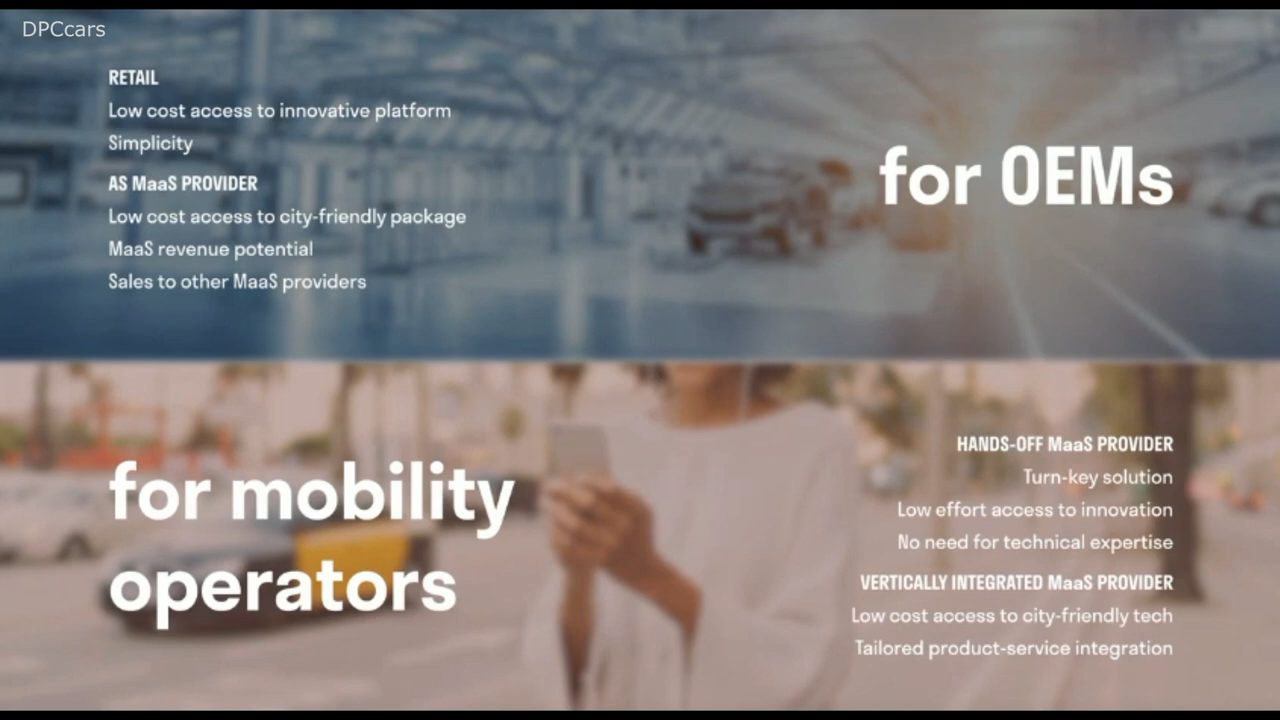 DPCcars
RETAIL
Low cost access to innovative platform
Simplicity
AS MaaS PROVIDER
Low cost access to city-friendly package
MaaS revenue potential
Sales to other MaaS providers
for OEMs
for mobility
operators
HANDS-OFF MaaS PROVIDER
Turn-key solution
Low effort access to innovation
No need for technical expertise
VERTICALLY INTEGRATED MaaS PROVIDER
Low cost access to city-friendly tech
Tailored product-service integration